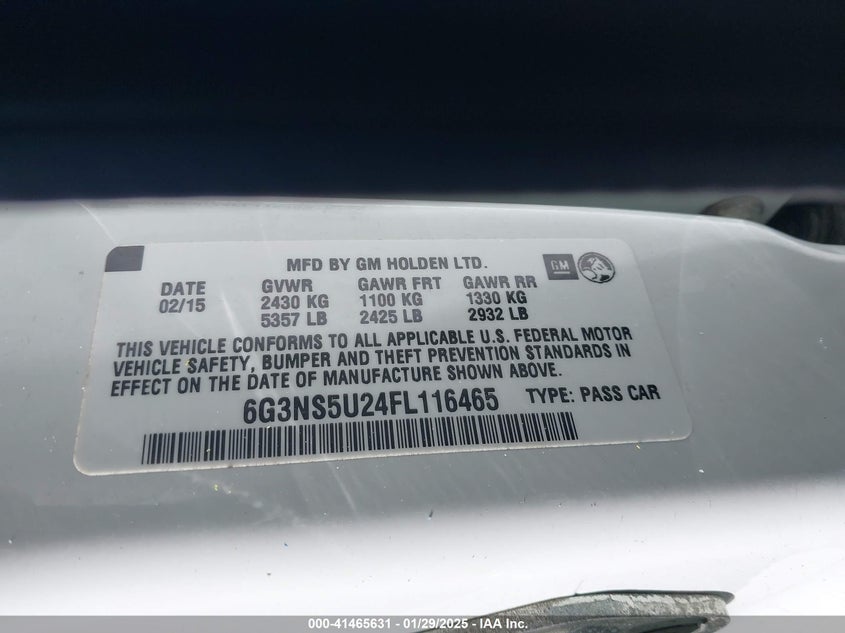 MFD BY GM HOLDEN LTD.
GM
DATE GVWR GAWR FRT GAWR RR
02/15 2430 KG 1100 KG 1330 KG
5357 LB 2425 LB 2932 LB
THIS VEHICLE CONFORMS TO ALL APPLICABLE U.S. FEDERAL MOTOR
VEHICLE SAFETY, BUMPER AND THEFT PREVENTION STANDARDS IN
EFFECT ON THE DATE OF MANUFACTURE SHOWN ABOVE.
6G3NS5U24FL116465 TYPE: PASS CAR
000-41465631 - 01/29/2025 - IAA Inc.